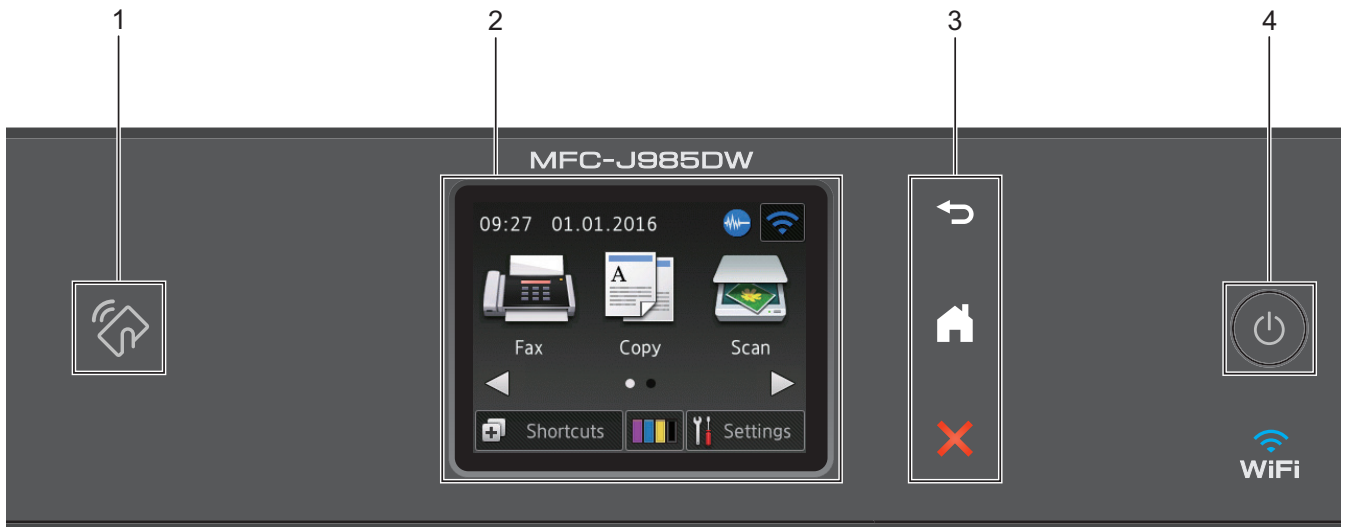 1 2 3 4
MFC-J985DW
09:27 01.01.2016
A
Fax Copy Scan
Shortcuts Settings
WiFi